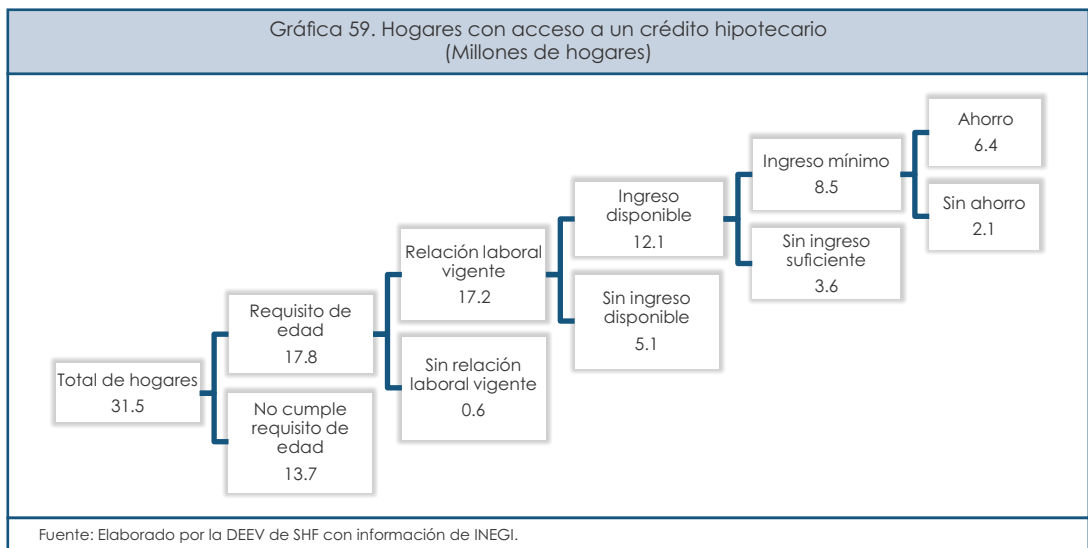 Gráfica 59. Hogares con acceso a un crédito hipotecario
(Millones de hogares)
Total de hogares
31.5
Requisito de
edad
17.8
No cumple
requisito de
edad
13.7
Relación laboral
vigente
17.2
Sin relación
laboral vigente
0.6
Ingreso
disponible
12.1
Sin ingreso
disponible
5.1
Ingreso mínimo
8.5
Sin ingreso
suficiente
3.6
Ahorro
6.4
Sin ahorro
2.1
Fuente: Elaborado por la DEEV de SHF con información de INEGI.